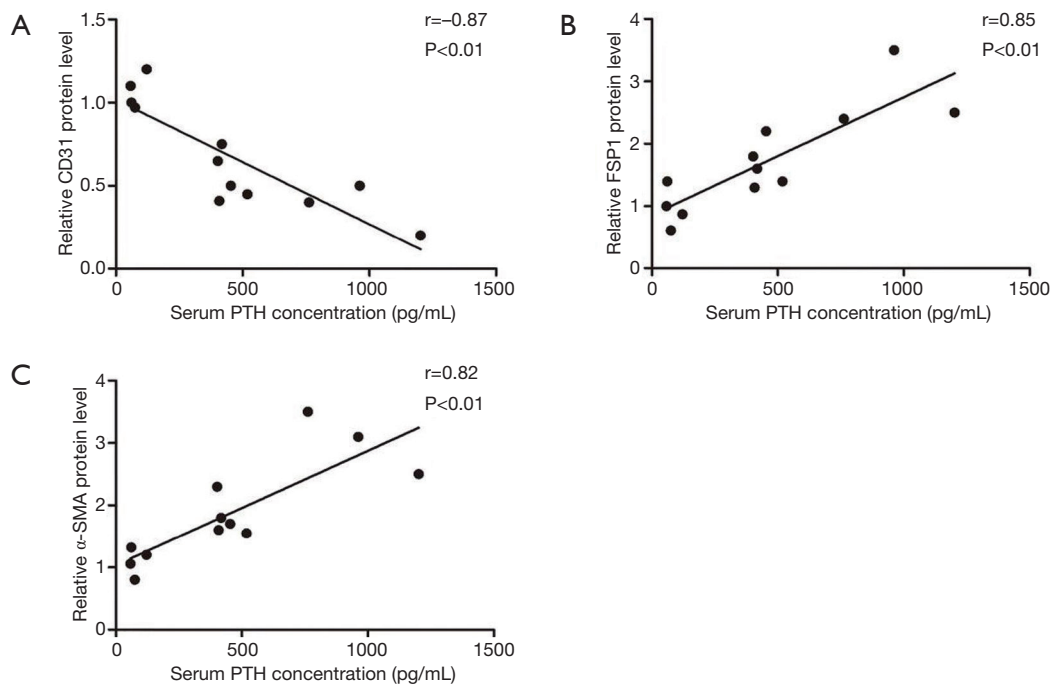 A
r=−0.87
P<0.01
Relative CD31 protein level
1.5
1.0
0.5
0.0
0
500
1000
1500
Serum PTH concentration (pg/mL)
B
r=0.85
P<0.01
Relative FSP1 protein level
4
3
2
1
0
0
500
1000
1500
Serum PTH concentration (pg/mL)
C
r=0.82
P<0.01
Relative α-SMA protein level
4
3
2
1
0
0
500
1000
1500
Serum PTH concentration (pg/mL)